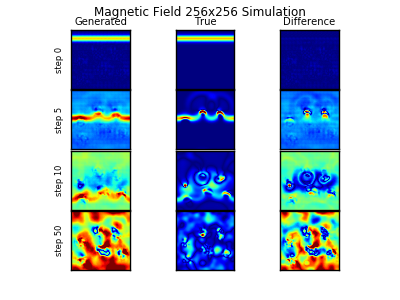 Magnetic Field 256x256 Simulation
Generated True Difference
step 0
step 5
step 10
step 50